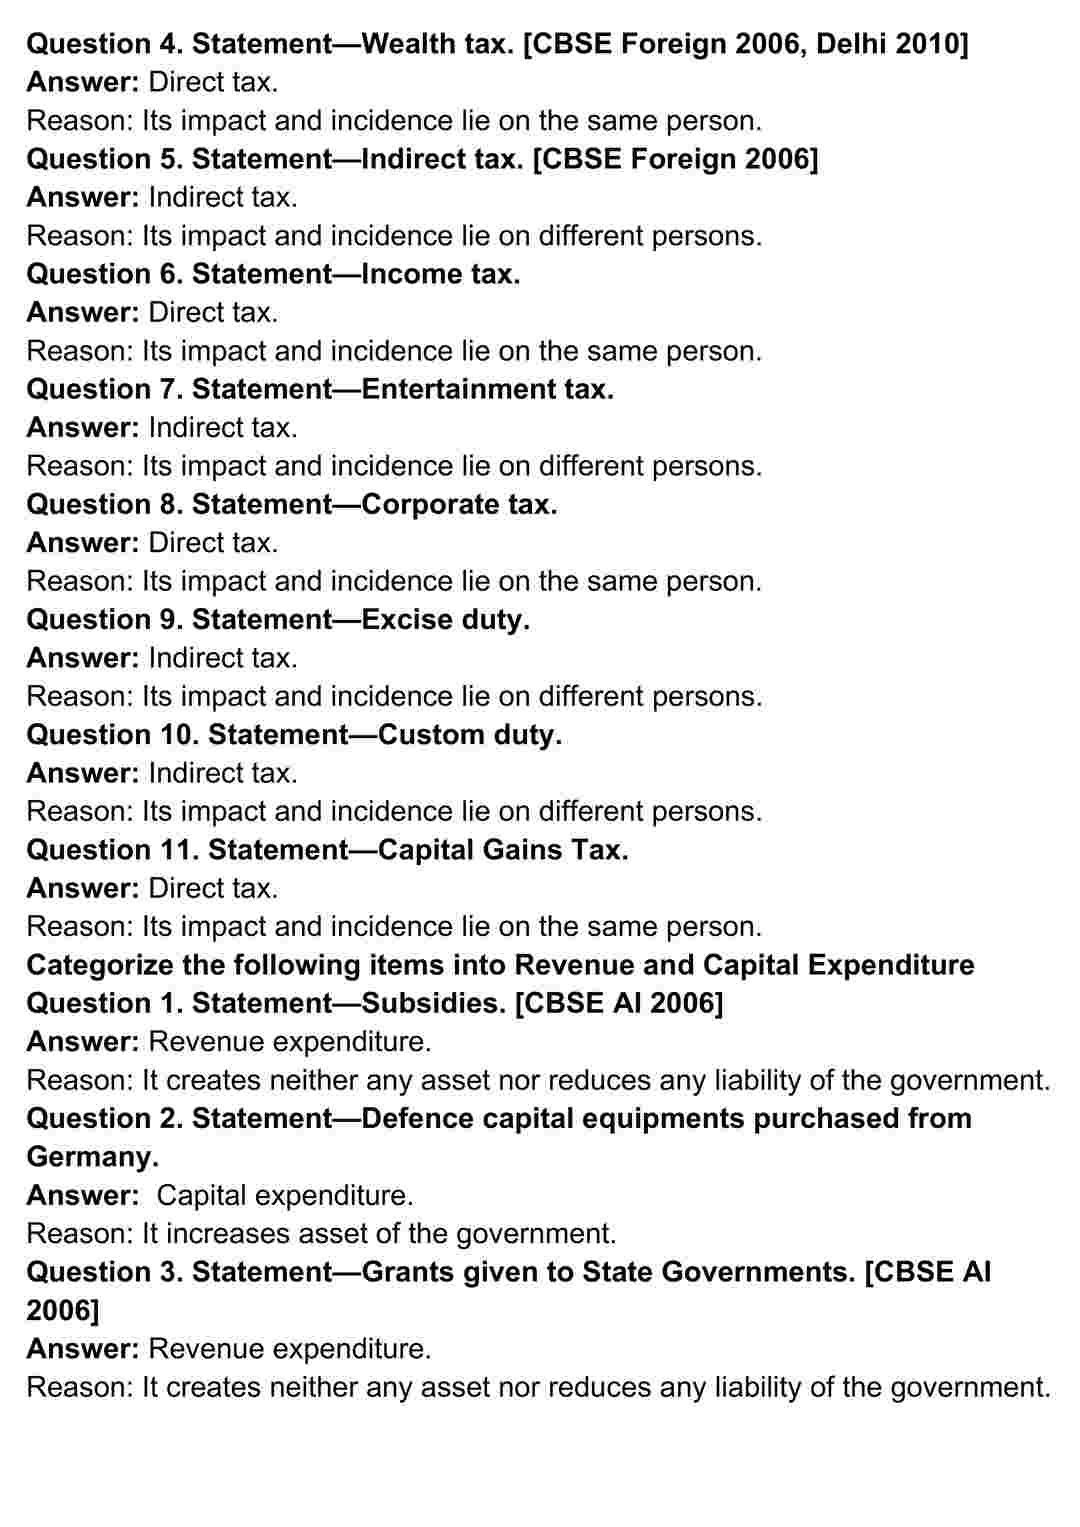 Question 4. Statement—Wealth tax. [CBSE Foreign 2006, Delhi 2010]
Answer: Direct tax.
Reason: Its impact and incidence lie on the same person.
Question 5. Statement—Indirect tax. [CBSE Foreign 2006]
Answer: Indirect tax.
Reason: Its impact and incidence lie on different persons.
Question 6. Statement—Income tax.
Answer: Direct tax.
Reason: Its impact and incidence lie on the same person.
Question 7. Statement—Entertainment tax.
Answer: Indirect tax.
Reason: Its impact and incidence lie on different persons.
Question 8. Statement—Corporate tax.
Answer: Direct tax.
Reason: Its impact and incidence lie on the same person.
Question 9. Statement—Excise duty.
Answer: Indirect tax.
Reason: Its impact and incidence lie on different persons.
Question 10. Statement—Custom duty.
Answer: Indirect tax.
Reason: Its impact and incidence lie on different persons.
Question 11. Statement—Capital Gains Tax.
Answer: Direct tax.
Reason: Its impact and incidence lie on the same person.
Categorize the following items into Revenue and Capital Expenditure
Question 1. Statement—Subsidies. [CBSE AI 2006]
Answer: Revenue expenditure.
Reason: It creates neither any asset nor reduces any liability of the government.
Question 2. Statement—Defence capital equipments purchased from
Germany.
Answer:  Capital expenditure.
Reason: It increases asset of the government.
Question 3. Statement—Grants given to State Governments. [CBSE AI
2006]
Answer: Revenue expenditure.
Reason: It creates neither any asset nor reduces any liability of the government.